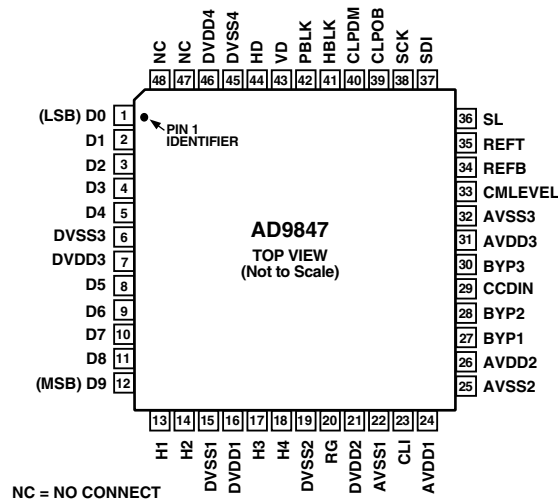 NC
NC
DVDD4
DVSS4
HD
VD
PBLK
HBLK
CLPDM
CLPOB
SCK
SDI
48 47 46 45 44 43 42 41 40 39 38 37
(LSB) D0 1
D1 2
D2 3
D3 4
D4 5
DVSS3 6
DVDD3 7
D5 8
D6 9
D7 10
D8 11
(MSB) D9 12
PIN 1
IDENTIFIER
AD9847
TOP VIEW
(Not to Scale)
36 SL
35 REFT
34 REFB
33 CMLEVEL
32 AVSS3
31 AVDD3
30 BYP3
29 CCDIN
28 BYP2
27 BYP1
26 AVDD2
25 AVSS2
13 14 15 16 17 18 19 20 21 22 23 24
H1
H2
DVSS1
DVDD1
H3
H4
DVSS2
RG
DVDD2
AVSS1
CLI
AVDD1
NC = NO CONNECT